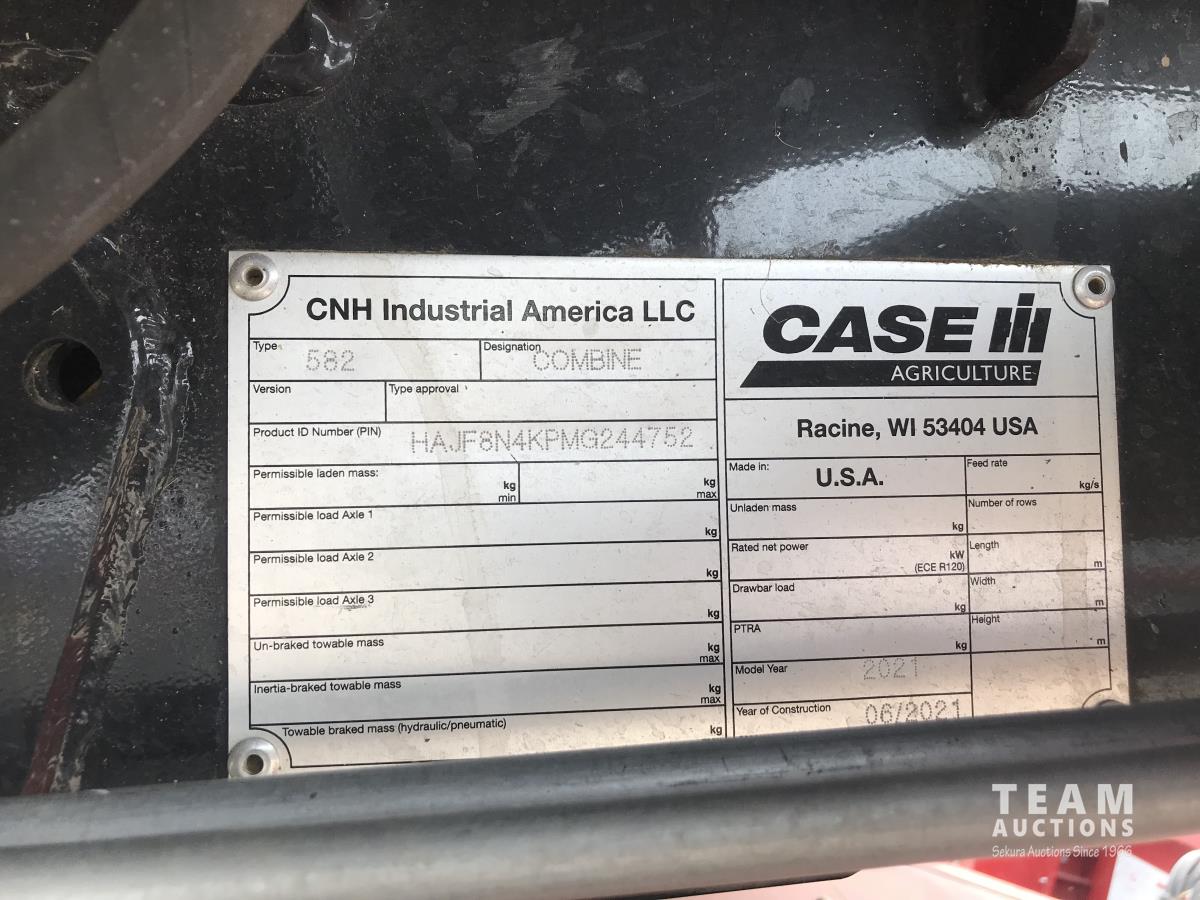 CNH Industrial America LLC
Type 582
Designation COMBINE
Version
Type approval
Product ID Number (PIN) HAJF8N4KPMG244752
Permissible laden mass: kg min kg max
Permissible load Axle 1 kg
Permissible load Axle 2 kg
Permissible load Axle 3 kg
Un-braked towable mass kg max
Inertia-braked towable mass kg max
Towable braked mass (hydraulic/pneumatic) kg
CASE IH
AGRICULTURE
Racine, WI 53404 USA
Made in: U.S.A.
Feed rate kg/s
Unladen mass kg
Number of rows
Rated net power kW (ECE R120)
Length m
Drawbar load kg
Width m
PTRA kg
Height m
Model Year 2021
Year of Construction 06/2021
TEAM
AUCTIONS
Sekura Auctions Since 1966